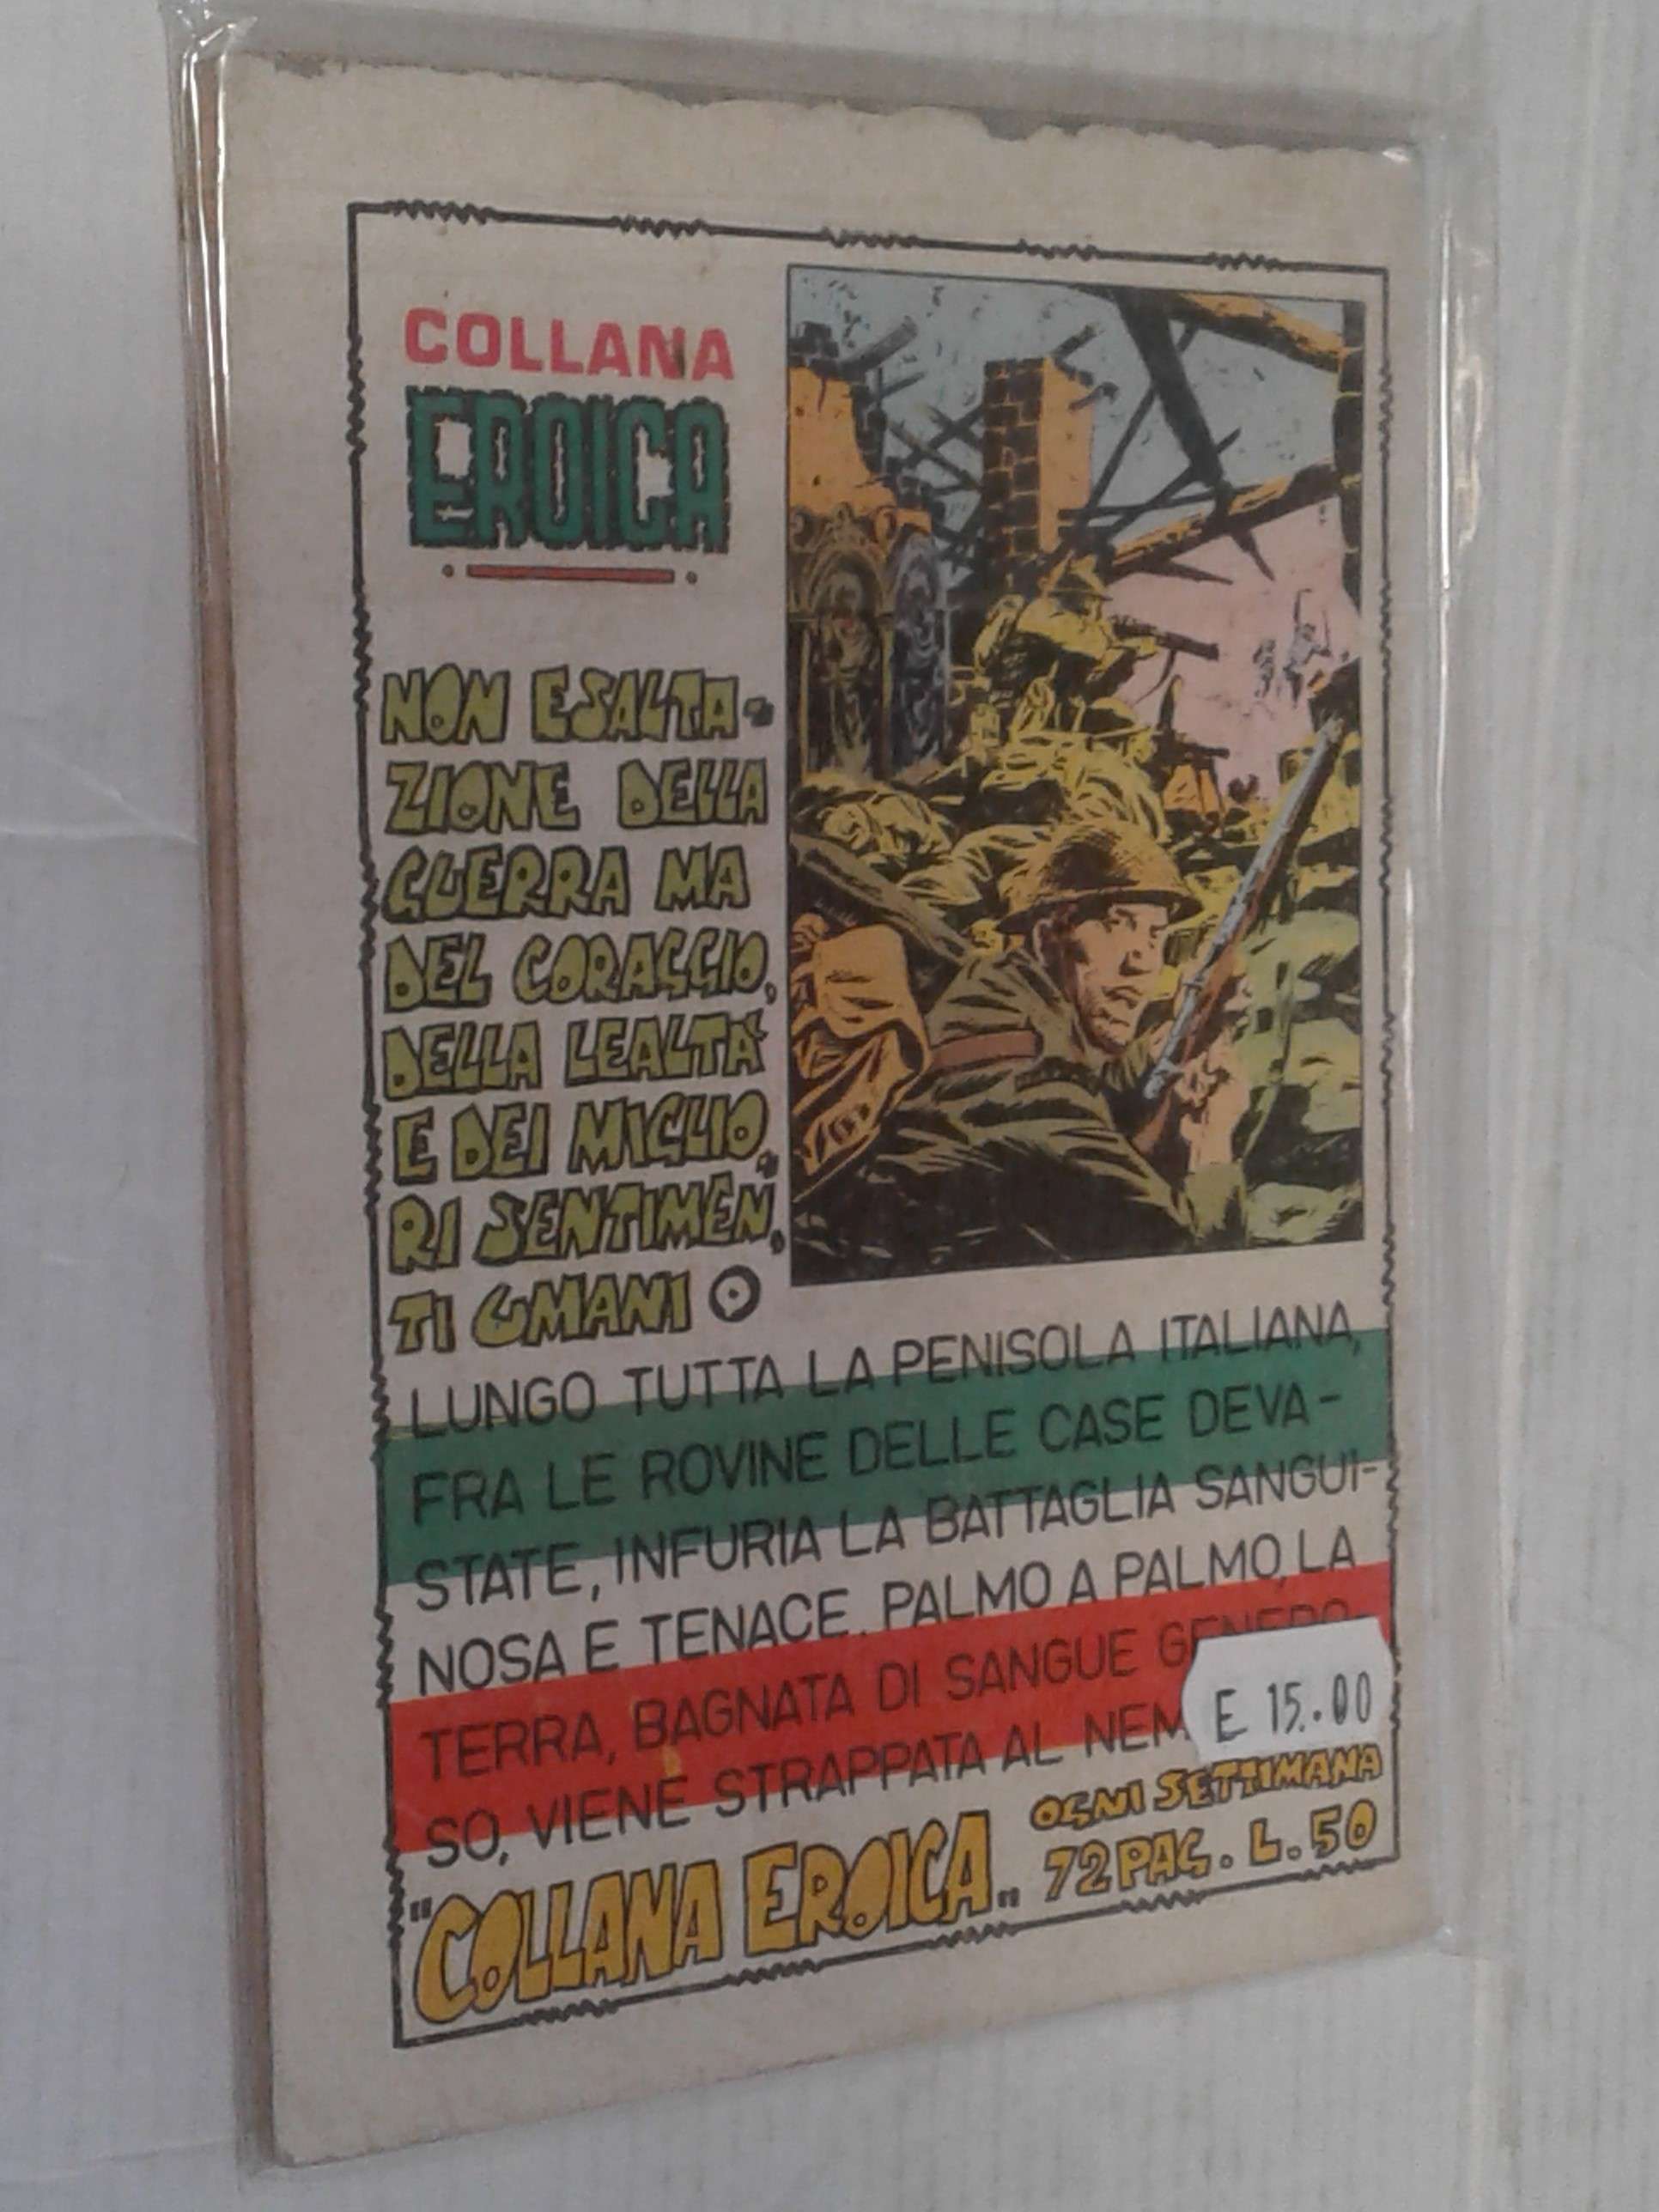 COLLANA
EROICA
NON ESALTA-
ZIONE DELLA
GUERRA MA
DEL CORAGGIO,
DELLA LEALTÀ
E DEI MIGLIO,
RI SENTIMEN,
TI UMANI
LUNGO TUTTA LA PENISOLA ITALIANA,
FRA LE ROVINE DELLE CASE DEVA-
STATE, INFURIA LA BATTAGLIA SANGUI-
NOSA E TENACE. PALMO A PALMO, LA
TERRA, BAGNATA DI SANGUE
SO, VIENE STRAPPATA AL
E 15.00
"COLLANA EROICA"
OGNI SETTIMANA
72 PAG. L. 50